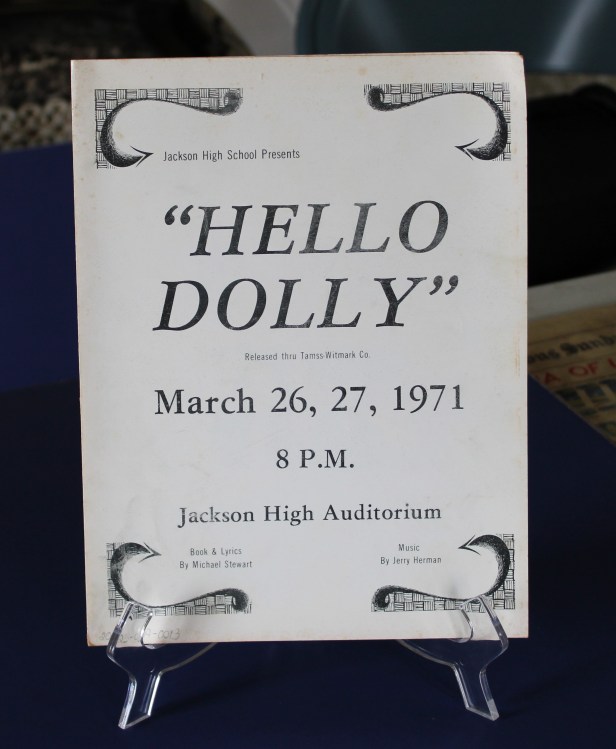 Jackson High School Presents
"HELLO
DOLLY"
Released thru Tamss-Witmark Co.
March 26, 27, 1971
8 P.M.
Jackson High Auditorium
Book & Lyrics
By Michael Stewart
Music
By Jerry Herman